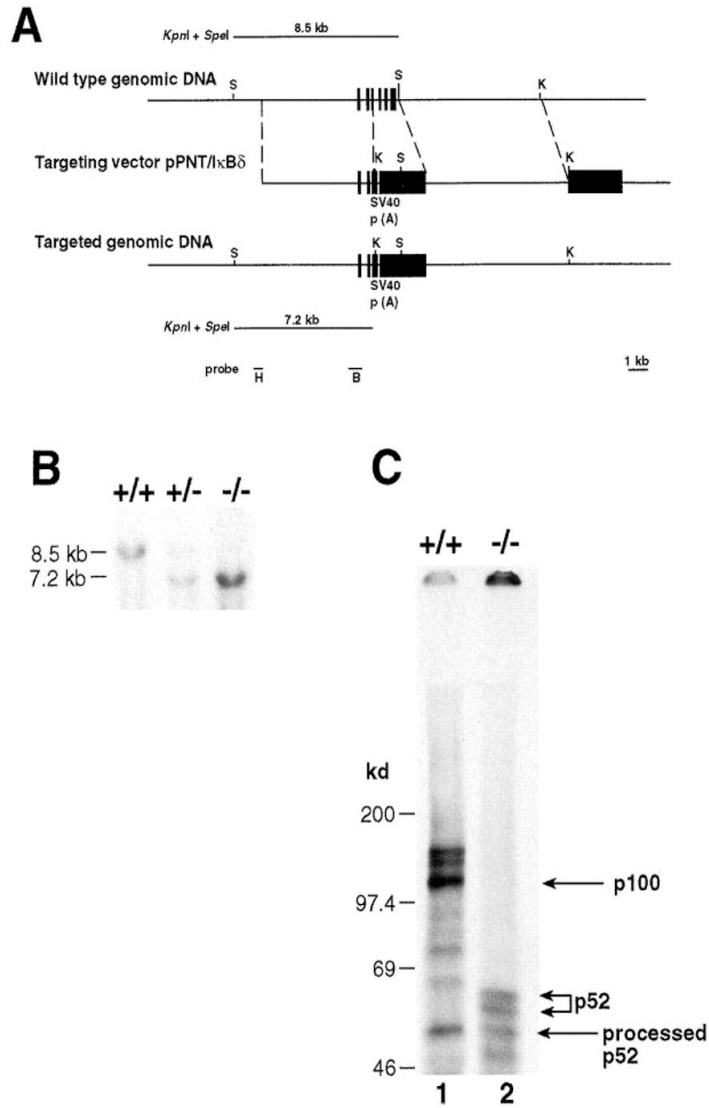 A
KpnI + SpeI 8.5 kb
Wild type genomic DNA S S K
Targeting vector pPNT/IκBδ K S K
SV40
p (A)
Targeted genomic DNA S K S K
SV40
p (A)
KpnI + SpeI 7.2 kb
probe H B 1 kb
B
+/+ +/- -/-
8.5 kb
7.2 kb
C
+/+ -/-
kd
200
p100
97.4
69
p52
processed
p52
46
1 2